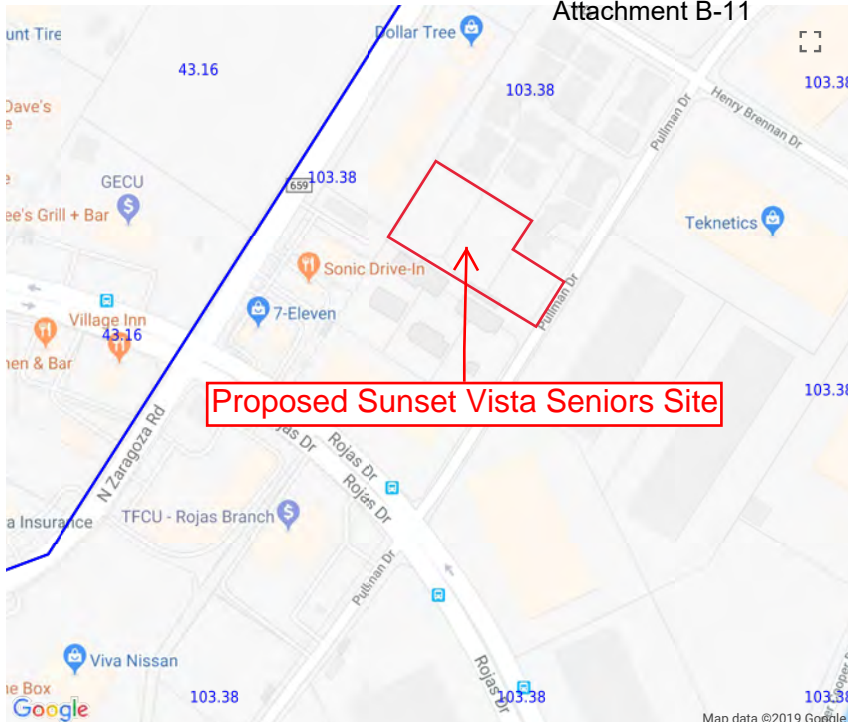 Attachment B-11
unt Tire
Dollar Tree
43.16
103.38
103.38
Dave's
e
Pullman Dr
Henry Brennan Dr
GECU
659
103.38
ee's Grill + Bar
Teknetics
Sonic Drive-In
Pullman Dr
7-Eleven
Village Inn
43.16
hen & Bar
103.38
Proposed Sunset Vista Seniors Site
N Zaragoza Rd
jas Dr
Rojas Dr
Rojas Dr
a Insurance
TFCU - Rojas Branch
Pullman Dr
Viva Nissan
Rojas Dr
e Box
103.38
103.38
103.38
Google
Map data ©2019 Google